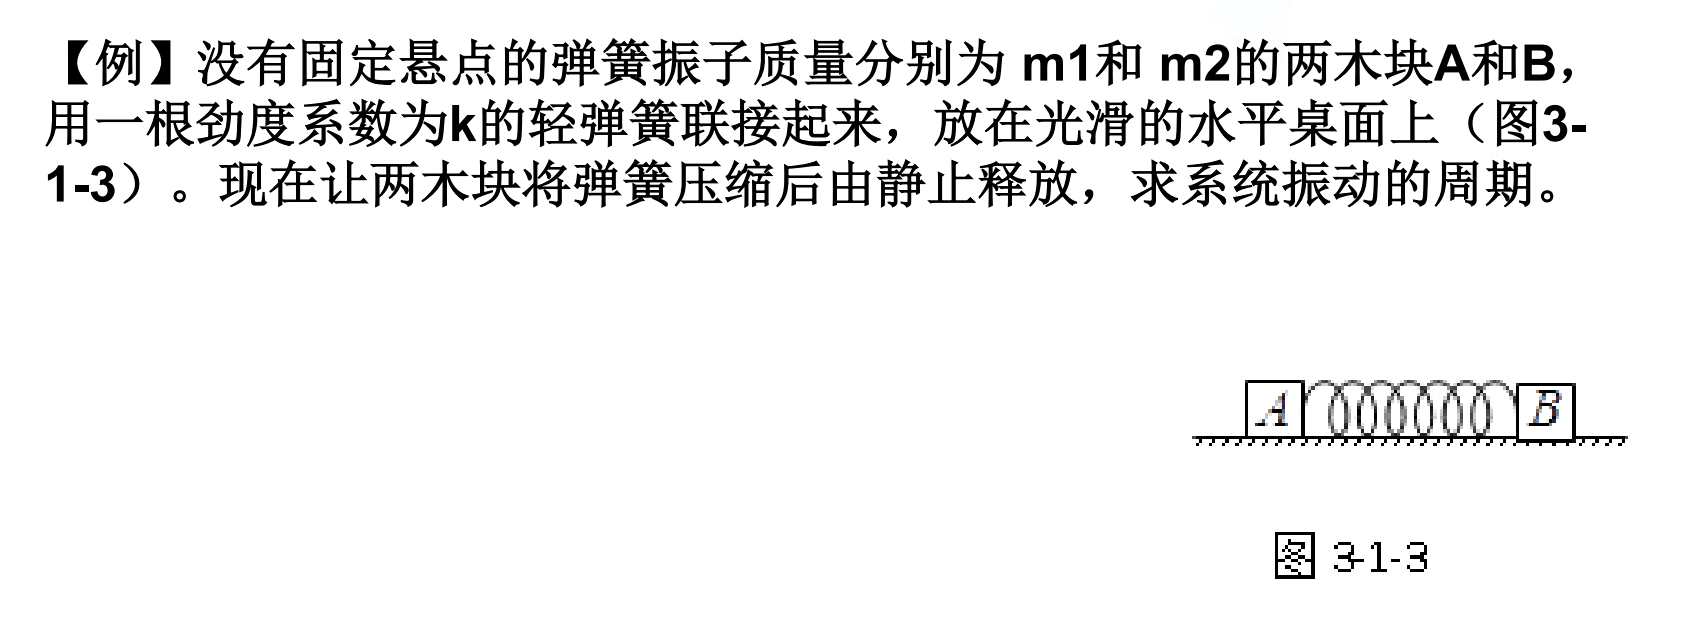 【例】没有固定悬点的弹簧振子质量分别为 m1和 m2的两木块A和B，
用一根劲度系数为k的轻弹簧联接起来，放在光滑的水平桌面上（图3-
1-3）。现在让两木块将弹簧压缩后由静止释放，求系统振动的周期。
A B
图 3-1-3